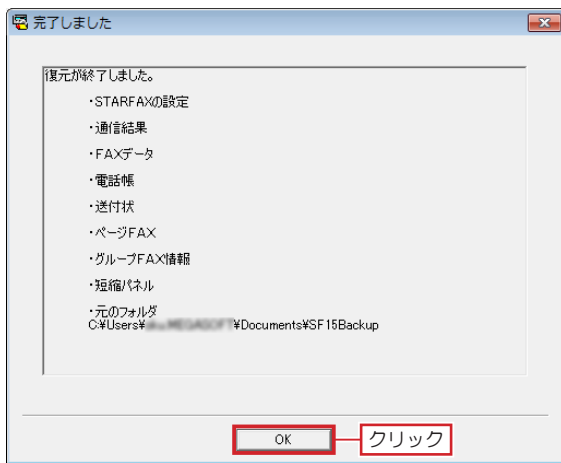 完了しました
復元が終了しました。
・STARFAXの設定
・通信結果
・FAXデータ
・電話帳
・送付状
・ページFAX
・グループFAX情報
・短縮パネル
・元のフォルダ
C:¥Users¥ ¥Documents¥SF15Backup
OK
クリック